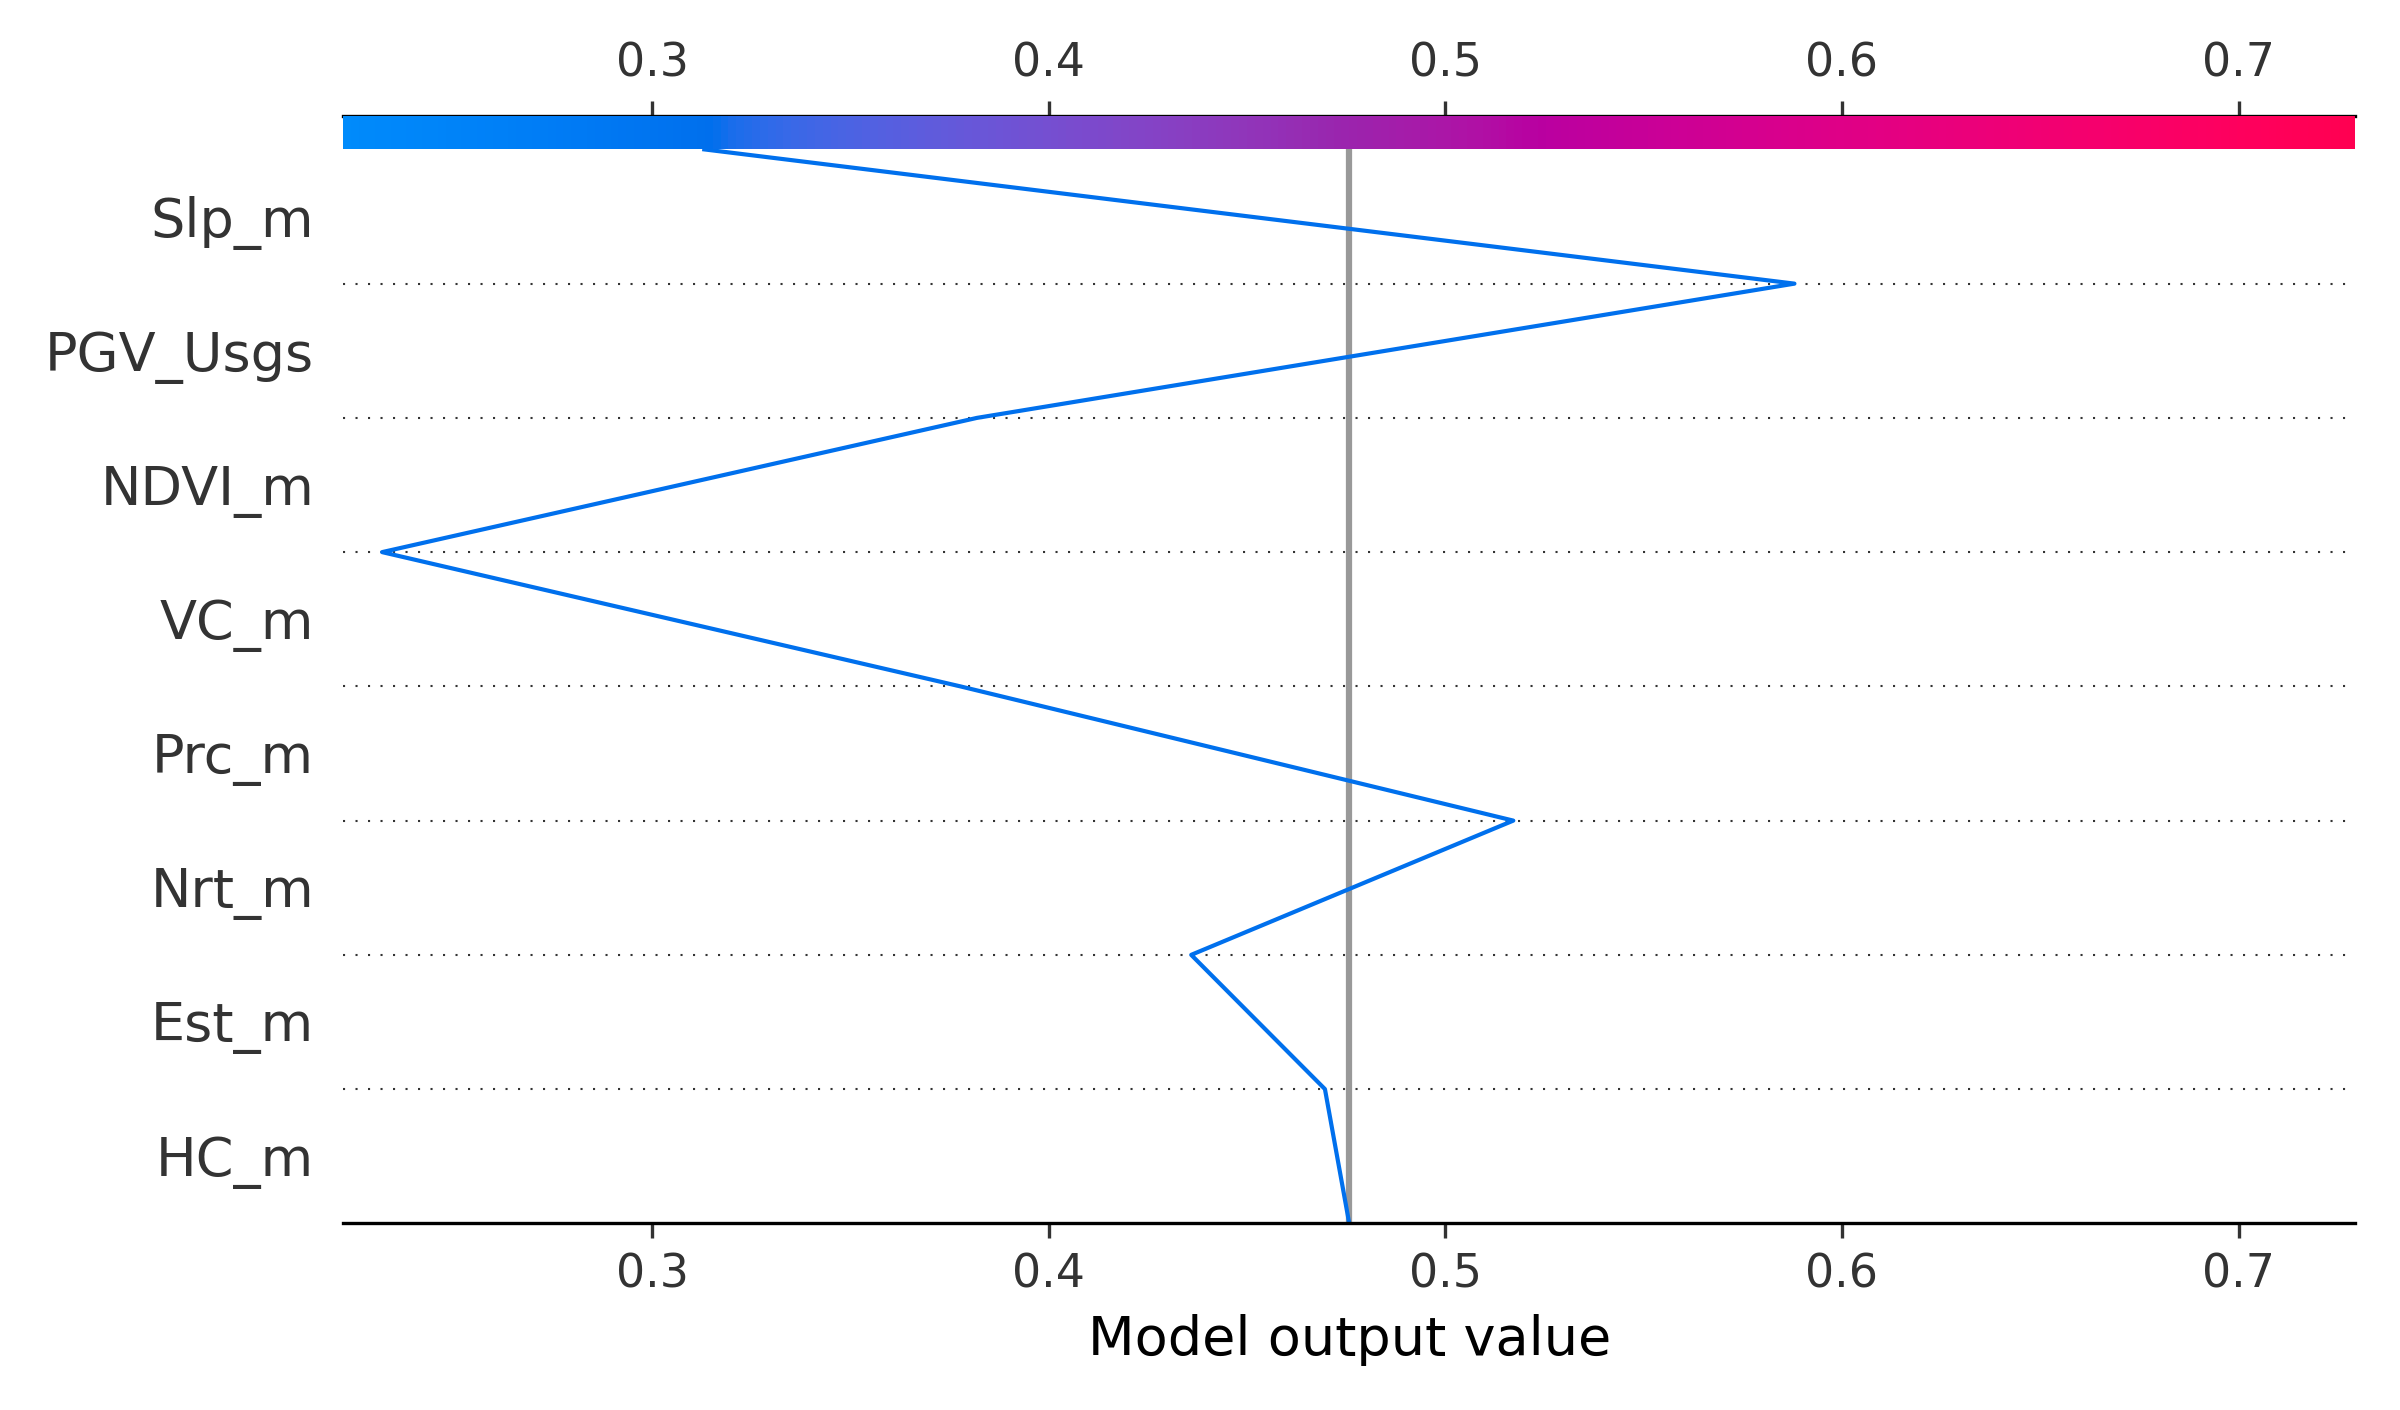 0.3 0.4 0.5 0.6 0.7
Slp_m
PGV_Usgs
NDVI_m
VC_m
Prc_m
Nrt_m
Est_m
HC_m
0.3 0.4 0.5 0.6 0.7
Model output value